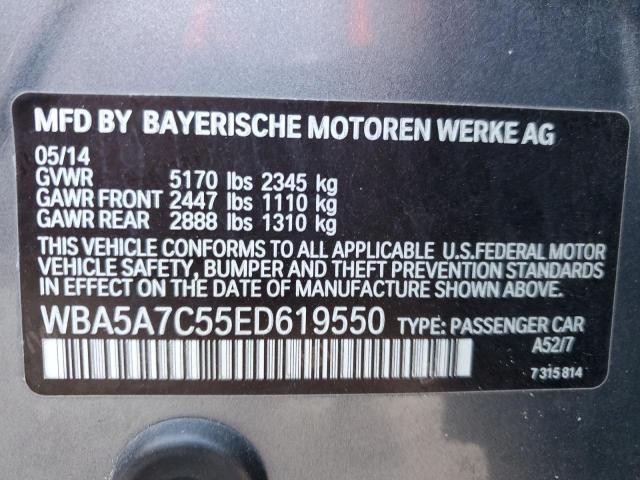 MFD BY BAYERISCHE MOTOREN WERKE AG
05/14
GVWR 5170 lbs 2345 kg
GAWR FRONT 2447 lbs 1110 kg
GAWR REAR 2888 lbs 1310 kg
THIS VEHICLE CONFORMS TO ALL APPLICABLE U.S.FEDERAL MOTOR
VEHICLE SAFETY, BUMPER AND THEFT PREVENTION STANDARDS
IN EFFECT ON THE DATE OF MANUFACTURE SHOWN ABOVE.
WBA5A7C55ED619550 TYPE: PASSENGER CAR
A52/7
7 315 814